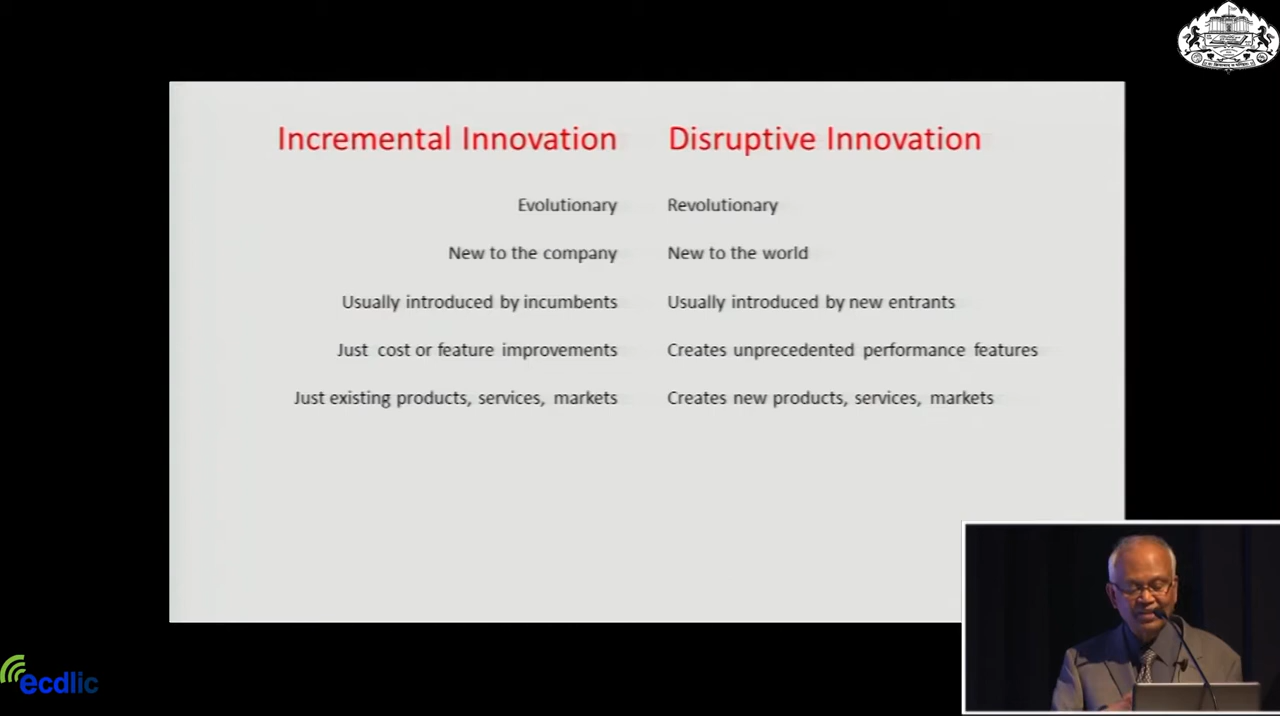 Incremental Innovation
Disruptive Innovation
Evolutionary
Revolutionary
New to the company
New to the world
Usually introduced by incumbents
Usually introduced by new entrants
Just cost or feature improvements
Creates unprecedented performance features
Just existing products, services, markets
Creates new products, services, markets
ecdlic